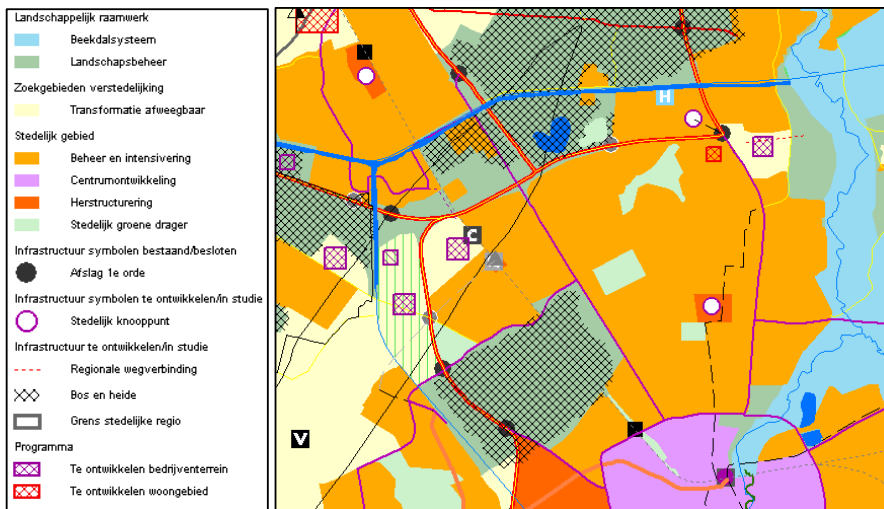 Landschappelijk raamwerk
Beekdalsysteem
Landschapsbeheer
Zoekgebieden verstedelijking
Transformatie afweegbaar
Stedelijk gebied
Beheer en intensivering
Centrumontwikkeling
Herstructurering
Stedelijk groene drager
Infrastructuur symbolen bestaand/besloten
Afslag 1e orde
Infrastructuur symbolen te ontwikkelen/in studie
Stedelijk knooppunt
Infrastructuur te ontwikkelen/in studie
Regionale wegverbinding
Bos en heide
Grens stedelijke regio
Programma
Te ontwikkelen bedrijventerrein
Te ontwikkelen woongebied
H
C
V